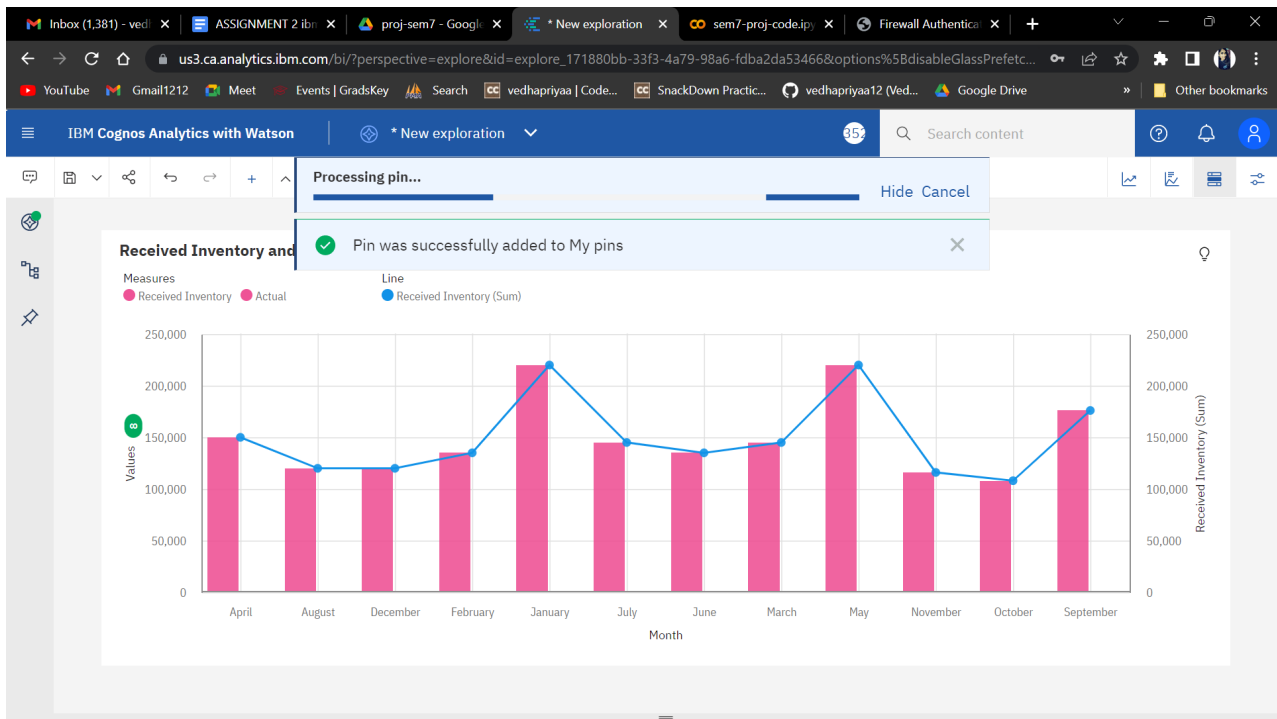 Inbox (1,381) - ved
ASSIGNMENT 2 ibm
proj-sem7 - Google
* New exploration
sem7-proj-code.ipy
Firewall Authenticat
us3.ca.analytics.ibm.com/bi/?perspective=explore&id=explore_171880bb-33f3-4a79-98a6-fdba2da53466&options%5BdisableGlassPrefetc...
YouTube
Gmail1212
Meet
Events | GradsKey
Search
CC vedhapriyaa | Code...
CC SnackDown Practic...
vedhapriyaa12 (Ved...
Google Drive
»
Other bookmarks
IBM Cognos Analytics with Watson
* New exploration
352
Search content
Processing pin...
Hide Cancel
Pin was successfully added to My pins
Received Inventory and
Measures
Received Inventory
Actual
Line
Received Inventory (Sum)
250,000
200,000
150,000
100,000
50,000
0
Values
8
250,000
200,000
150,000
100,000
50,000
0
Received Inventory (Sum)
April August December February January July June March May November October September
Month